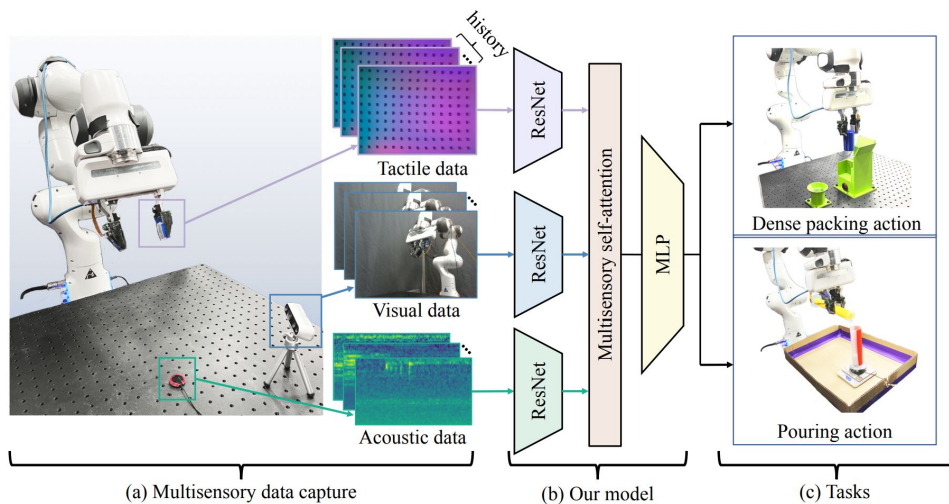 history
Tactile data
Visual data
Acoustic data
ResNet
ResNet
ResNet
Multisensory self-attention
MLP
Dense packing action
Pouring action
(a) Multisensory data capture
(b) Our model
(c) Tasks